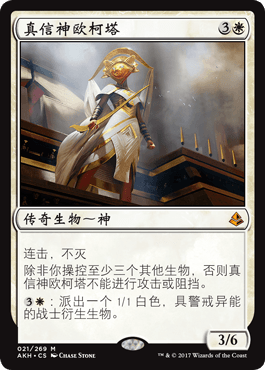 真信神欧柯塔 3
传奇生物～神
连击，不灭
除非你操控至少三个其他生物，否则真
信神欧柯塔不能进行攻击或阻挡。
3：派出一个 1/1 白色，具警戒异能
的战士衍生生物。
3/6
021/269 M
AKH • CS CHASE STONE
™ & © 2017 Wizards of the Coast